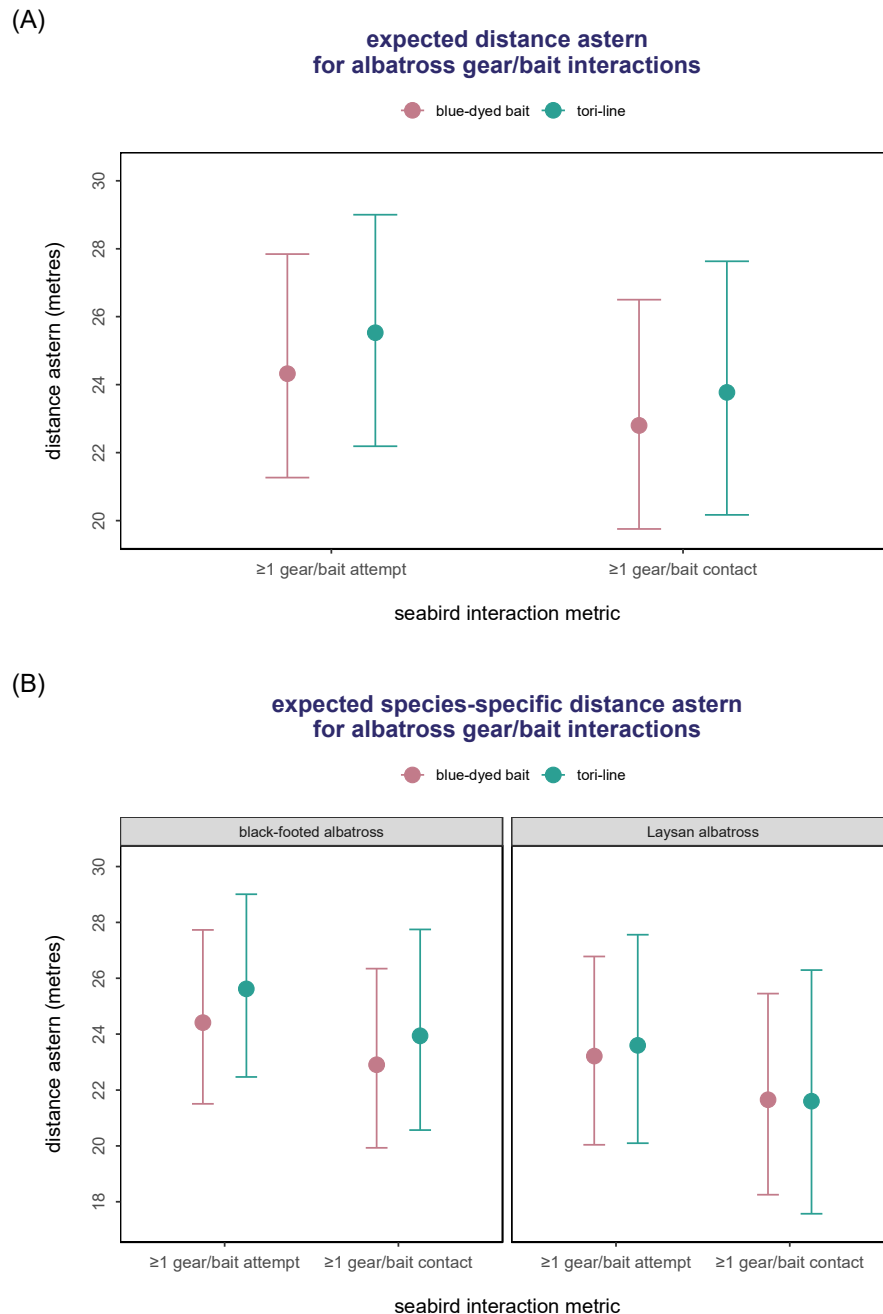 (A)
expected distance astern
for albatross gear/bait interactions
blue-dyed bait tori-line
distance astern (metres)
30
28
26
24
22
20
≥1 gear/bait attempt ≥1 gear/bait contact
seabird interaction metric
(B)
expected species-specific distance astern
for albatross gear/bait interactions
blue-dyed bait tori-line
black-footed albatross Laysan albatross
distance astern (metres)
30
28
26
24
22
20
18
≥1 gear/bait attempt ≥1 gear/bait contact ≥1 gear/bait attempt ≥1 gear/bait contact
seabird interaction metric